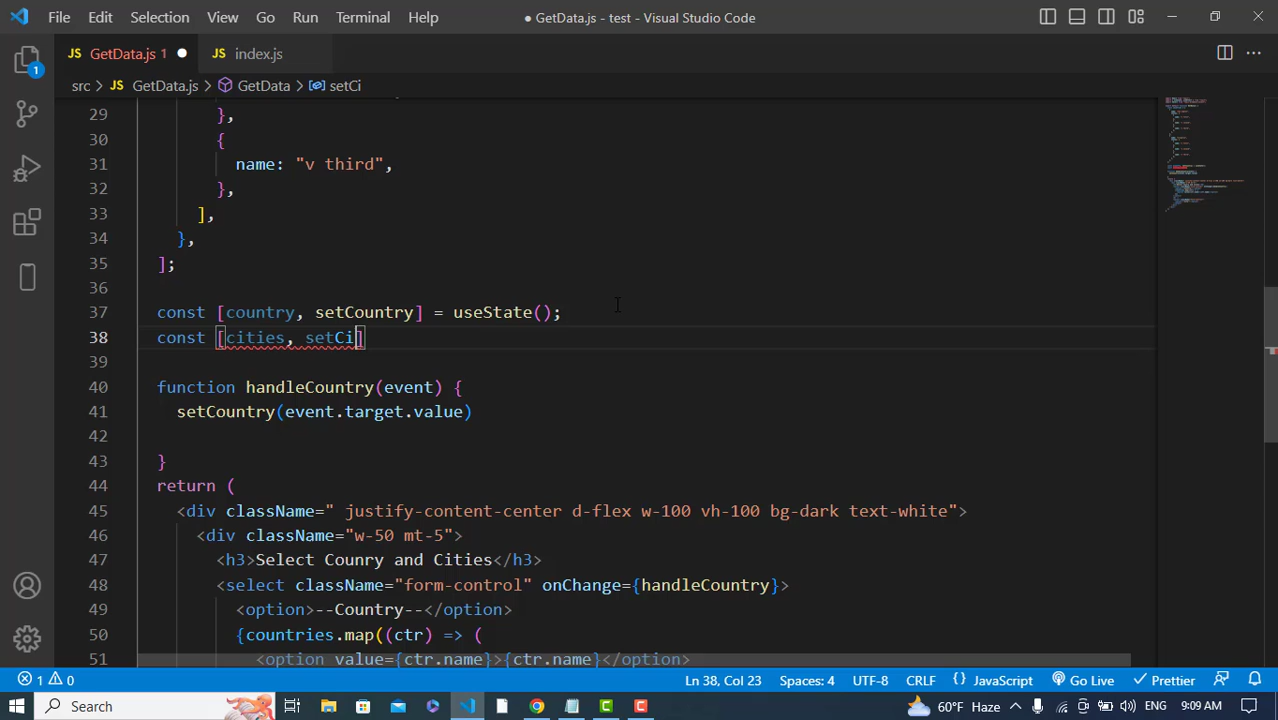 File Edit Selection View Go Run Terminal Help ● GetData.js - test - Visual Studio Code
JS GetData.js 1 ● JS index.js
src > JS GetData.js > GetData > setCi
29 },
30 {
31 name: "v third",
32 },
33 ],
34 },
35 ];
36
37 const [country, setCountry] = useState();
38 const [cities, setCi]
39
40 function handleCountry(event) {
41 setCountry(event.target.value)
42
43 }
44 return (
45 <div className=" justify-content-center d-flex w-100 vh-100 bg-dark text-white">
46 <div className="w-50 mt-5">
47 <h3>Select Counry and Cities</h3>
48 <select className="form-control" onChange={handleCountry}>
49 <option>--Country--</option>
50 {countries.map((ctr) => (
51 <option value={ctr.name}>{ctr.name}</option>
1 0 Ln 38, Col 23 Spaces: 4 UTF-8 CRLF {} JavaScript Go Live Prettier
Search 60°F Haze ENG 9:09 AM